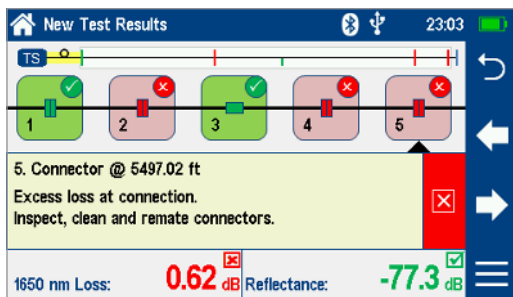 New Test Results
23:03
TS
1
2
3
4
5
5. Connector @ 5497.02 ft
Excess loss at connection.
Inspect, clean and remate connectors.
1650 nm Loss: 0.62 dB Reflectance: -77.3 dB